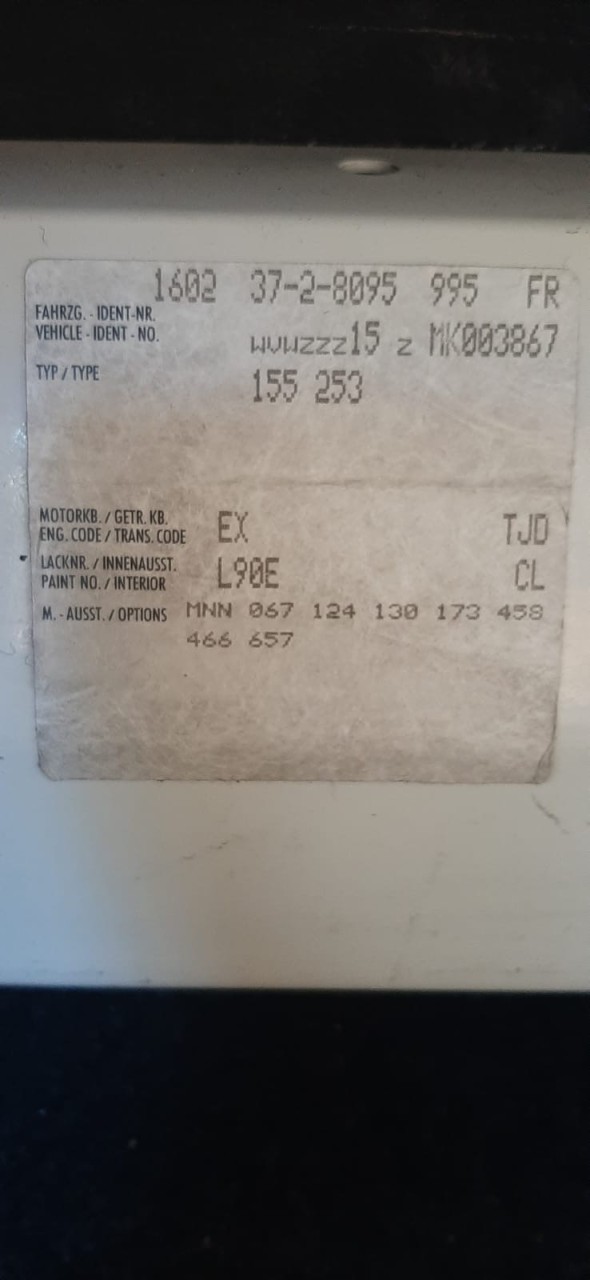 1602 37-2-8095 995 FR
FAHRZG. - IDENT-NR.
VEHICLE - IDENT - NO. WVWZZZ15 Z MK003867
TYP / TYPE 155 253
MOTORKB. / GETR. KB.
ENG. CODE / TRANS. CODE EX TJD
LACKNR. / INNENAUSST.
PAINT NO. / INTERIOR L90E CL
M. - AUSST. / OPTIONS MNN 067 124 130 173 458
466 657